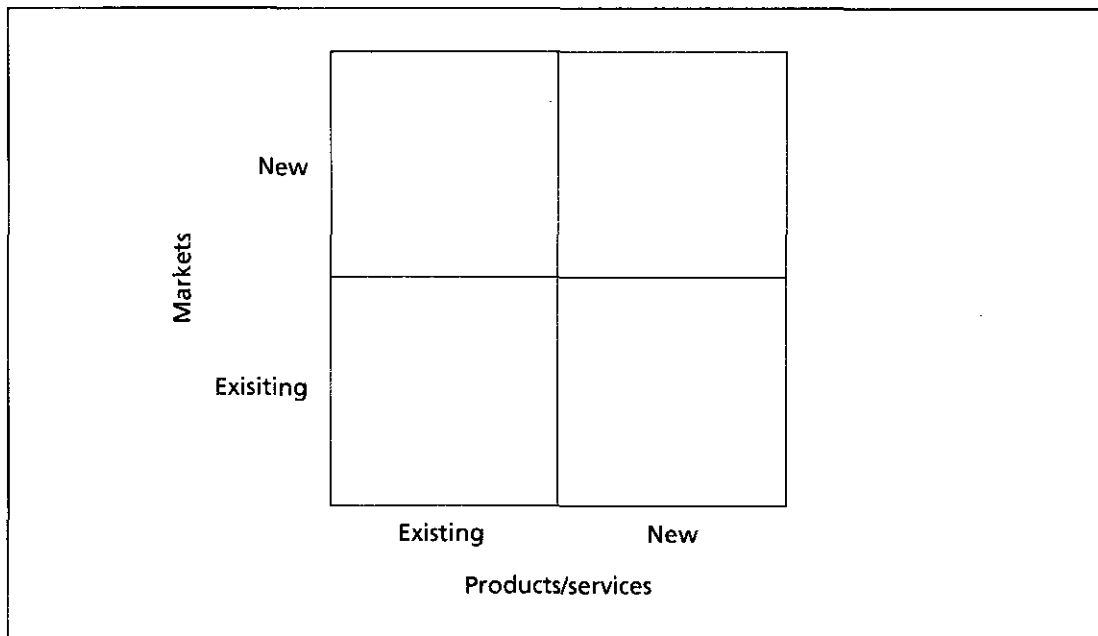 New
Markets
Exisiting
Existing
New
Products/services